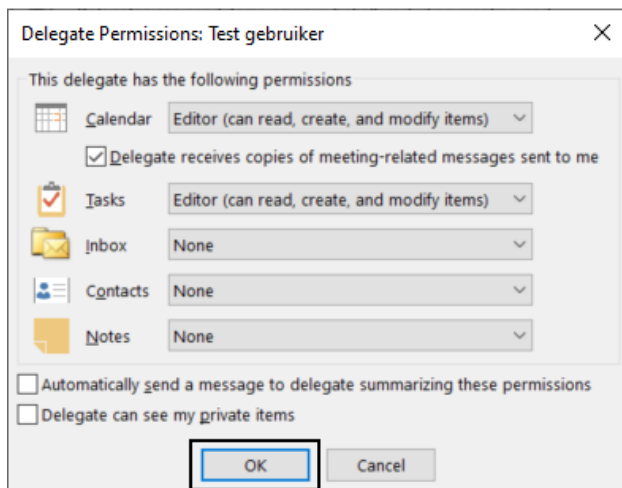 Delegate Permissions: Test gebruiker
This delegate has the following permissions
Calendar Editor (can read, create, and modify items)
Delegate receives copies of meeting-related messages sent to me
Tasks Editor (can read, create, and modify items)
Inbox None
Contacts None
Notes None
Automatically send a message to delegate summarizing these permissions
Delegate can see my private items
OK Cancel